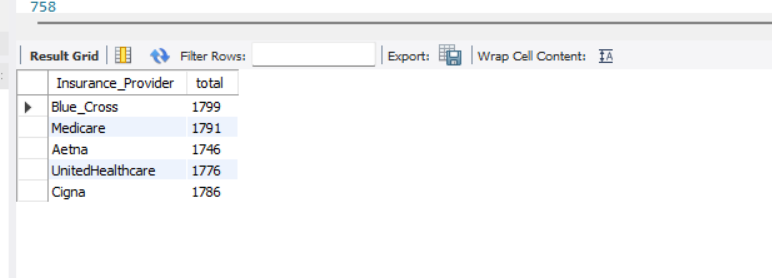 758
Result Grid Filter Rows: Export: Wrap Cell Content: IA
Insurance_Provider total
Blue_Cross 1799
Medicare 1791
Aetna 1746
UnitedHealthcare 1776
Cigna 1786